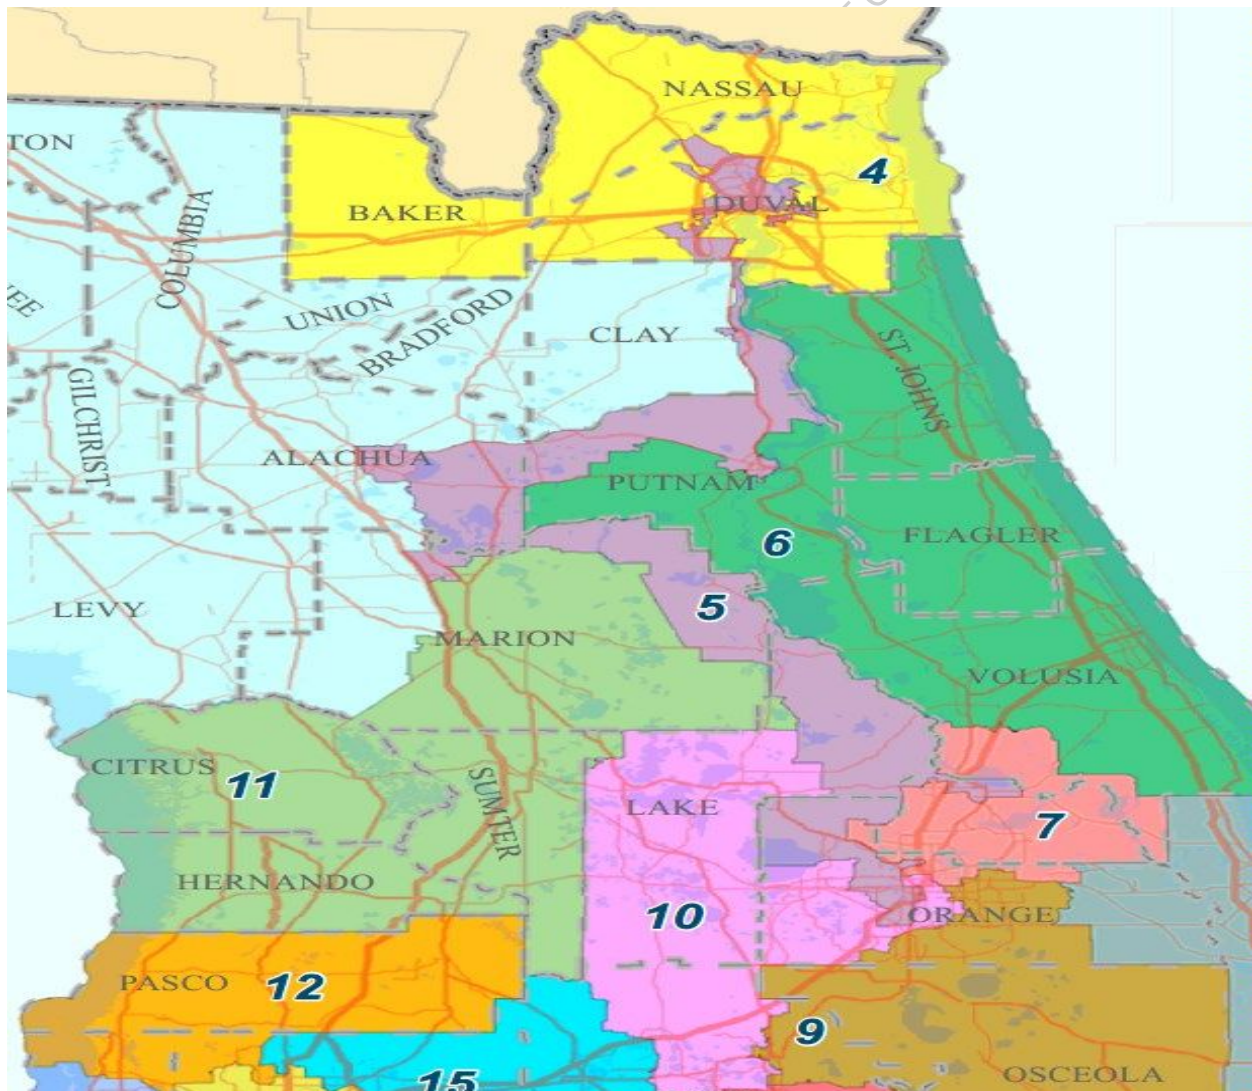 NASSAU
TON
4
BAKER
DUVAL
COLUMBIA
UNION
BRADFORD
CLAY
ST. JOHNS
GILCHRIST
ALACHUA
PUTNAM
6
FLAGLER
5
LEVY
MARION
VOLUSIA
CITRUS
11
SUMTER
LAKE
7
HERNANDO
10
ORANGE
PASCO
12
9
15
OSCEOLA